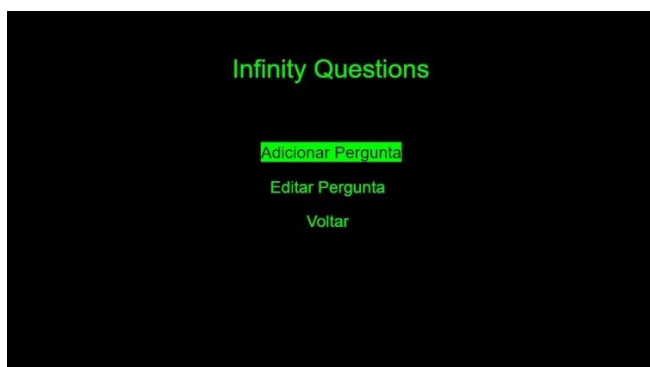 Infinity Questions
Adicionar Pergunta
Editar Pergunta
Voltar